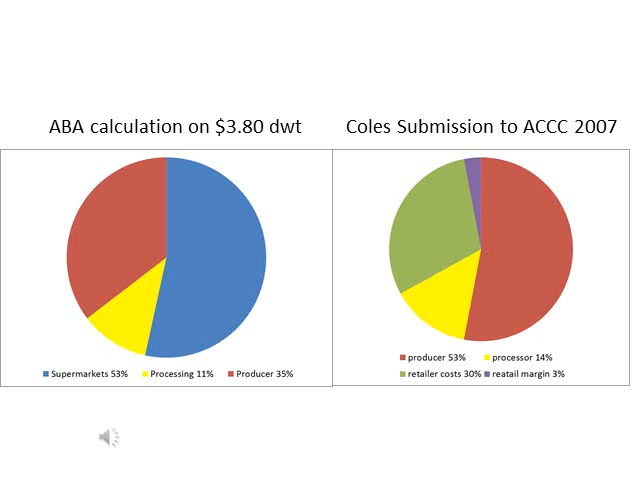 ABA calculation on $3.80 dwt
Coles Submission to ACCC 2007
Supermarkets 53% Processing 11% Producer 35%
producer 53% processor 14%
retailer costs 30% reatail margin 3%